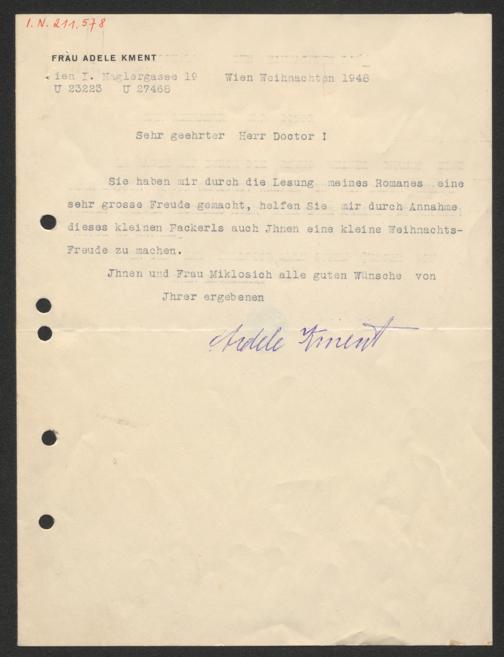 I.N. 211.578
FRAU ADELE KMENT
ien I. Naglergasse 19 Wien Weihnachten 1948
U 23223 U 27468
Sehr geehrter Herr Doctor !
Sie haben mir durch die Lesung meines Romanes eine
sehr grosse Freude gemacht, helfen Sie mir durch Annahme
dieses kleinen Packerls auch Jhnen eine kleine Weihnachts-
Freude zu machen.
Jhnen und Frau Miklosich alle guten Wünsche von
Jhrer ergebenen
Adele Kment